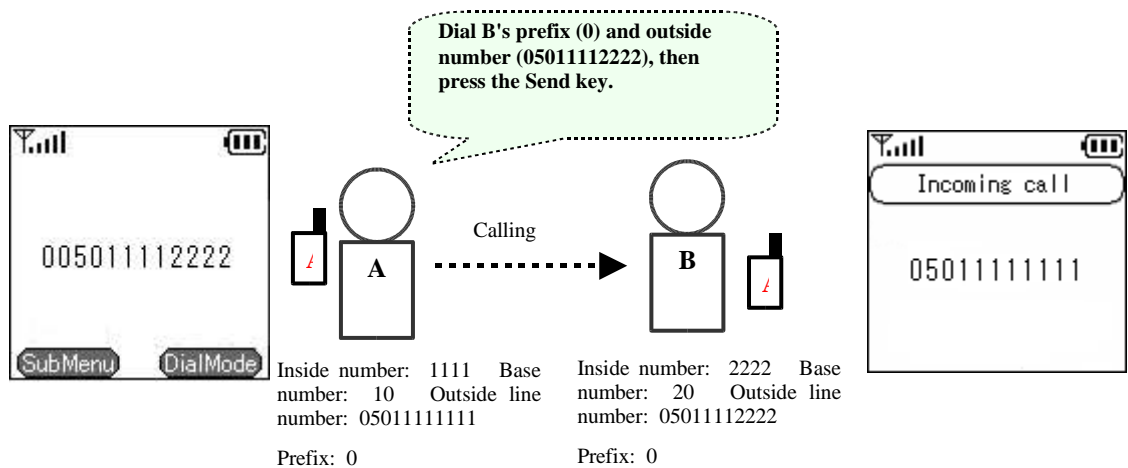 Dial B's prefix (0) and outside
number (05011112222), then
press the Send key.
005011112222
SubMenu
DialMode
A
A
Calling
B
A
Incoming call
05011111111
Inside number: 1111 Base
number: 10 Outside line
number: 05011111111
Prefix: 0
Inside number: 2222 Base
number: 20 Outside line
number: 05011112222
Prefix: 0